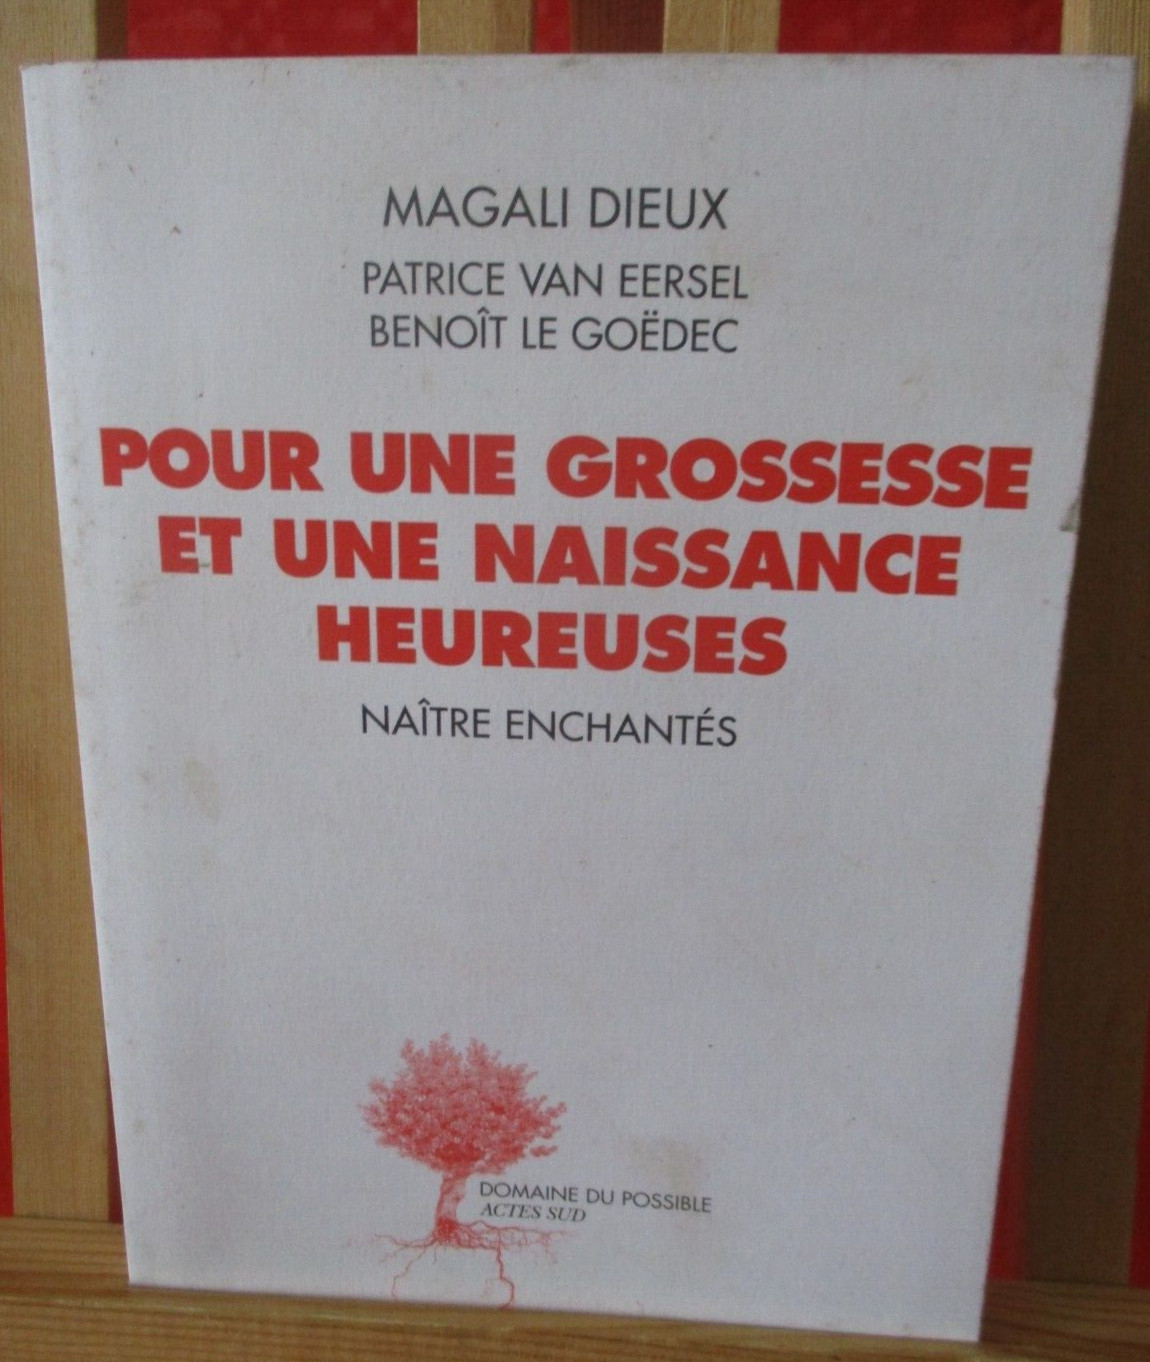 MAGALI DIEUX
PATRICE VAN EERSEL
BENOÎT LE GOËDEC
POUR UNE GROSSESSE
ET UNE NAISSANCE
HEUREUSES
NAÎTRE ENCHANTÉS
DOMAINE DU POSSIBLE
ACTES SUD